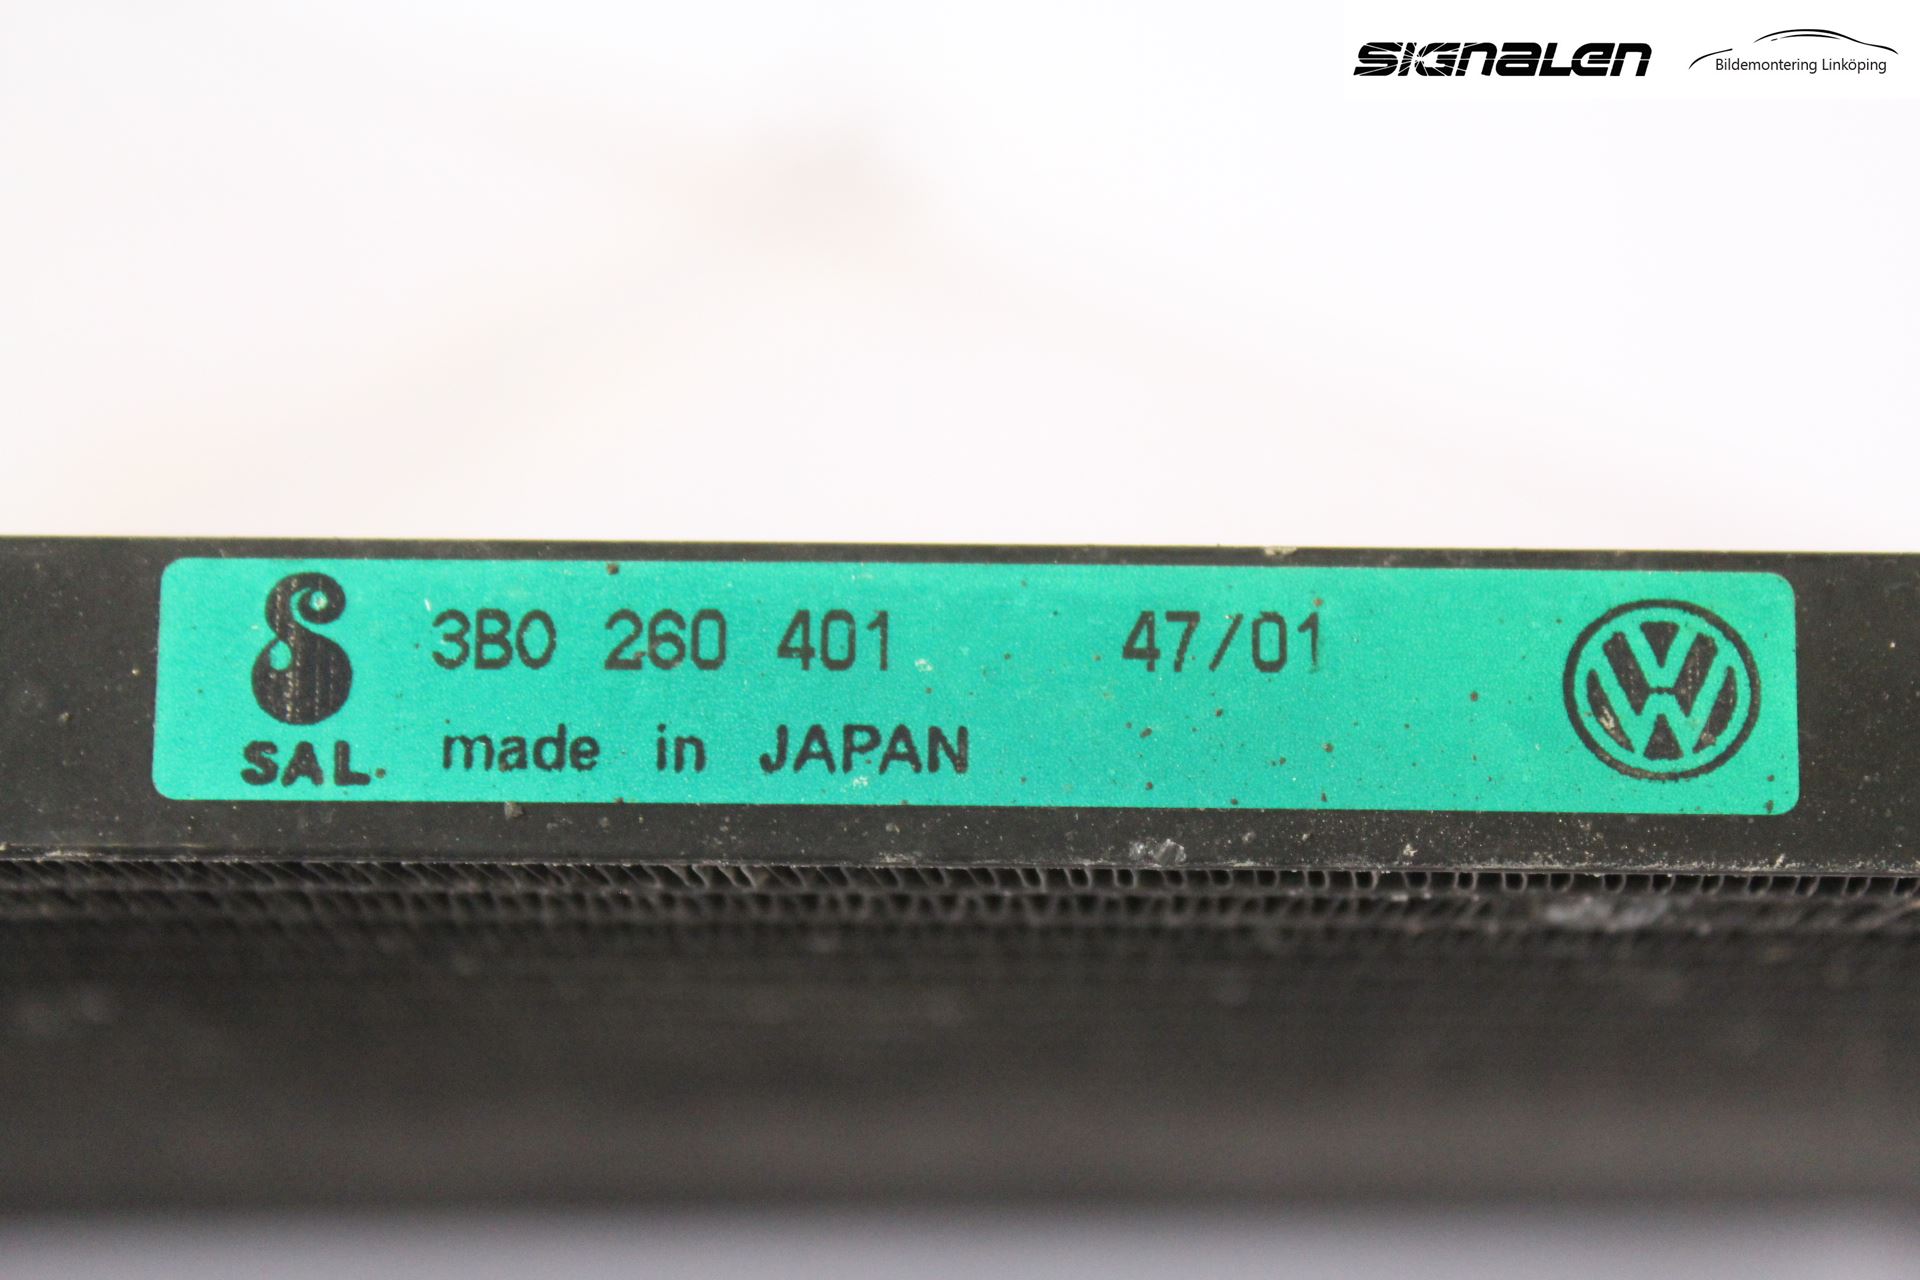 SIGNALEN
Bildemontering Linköping
3B0 260 401 47/01
SAL. made in JAPAN